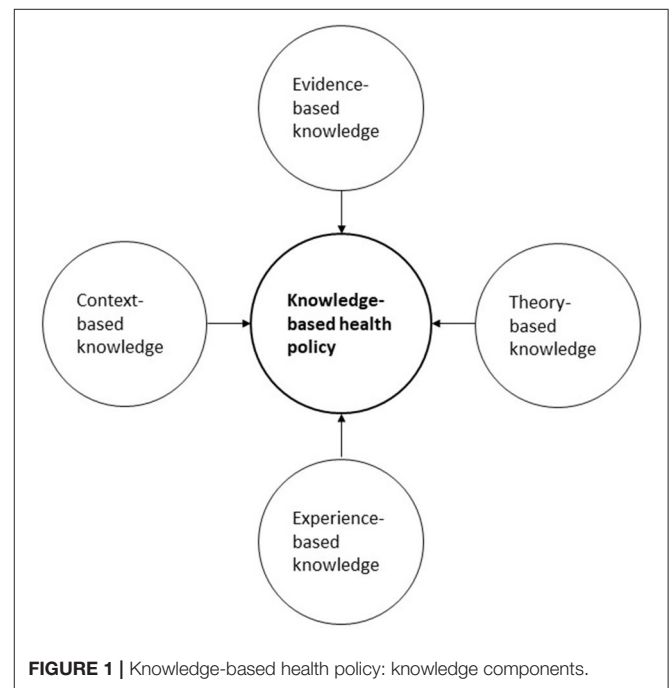 Evidence-
based
knowledge
Context-
based
knowledge
Knowledge-
based health
policy
Theory-
based
knowledge
Experience-
based
knowledge
FIGURE 1 | Knowledge-based health policy: knowledge components.